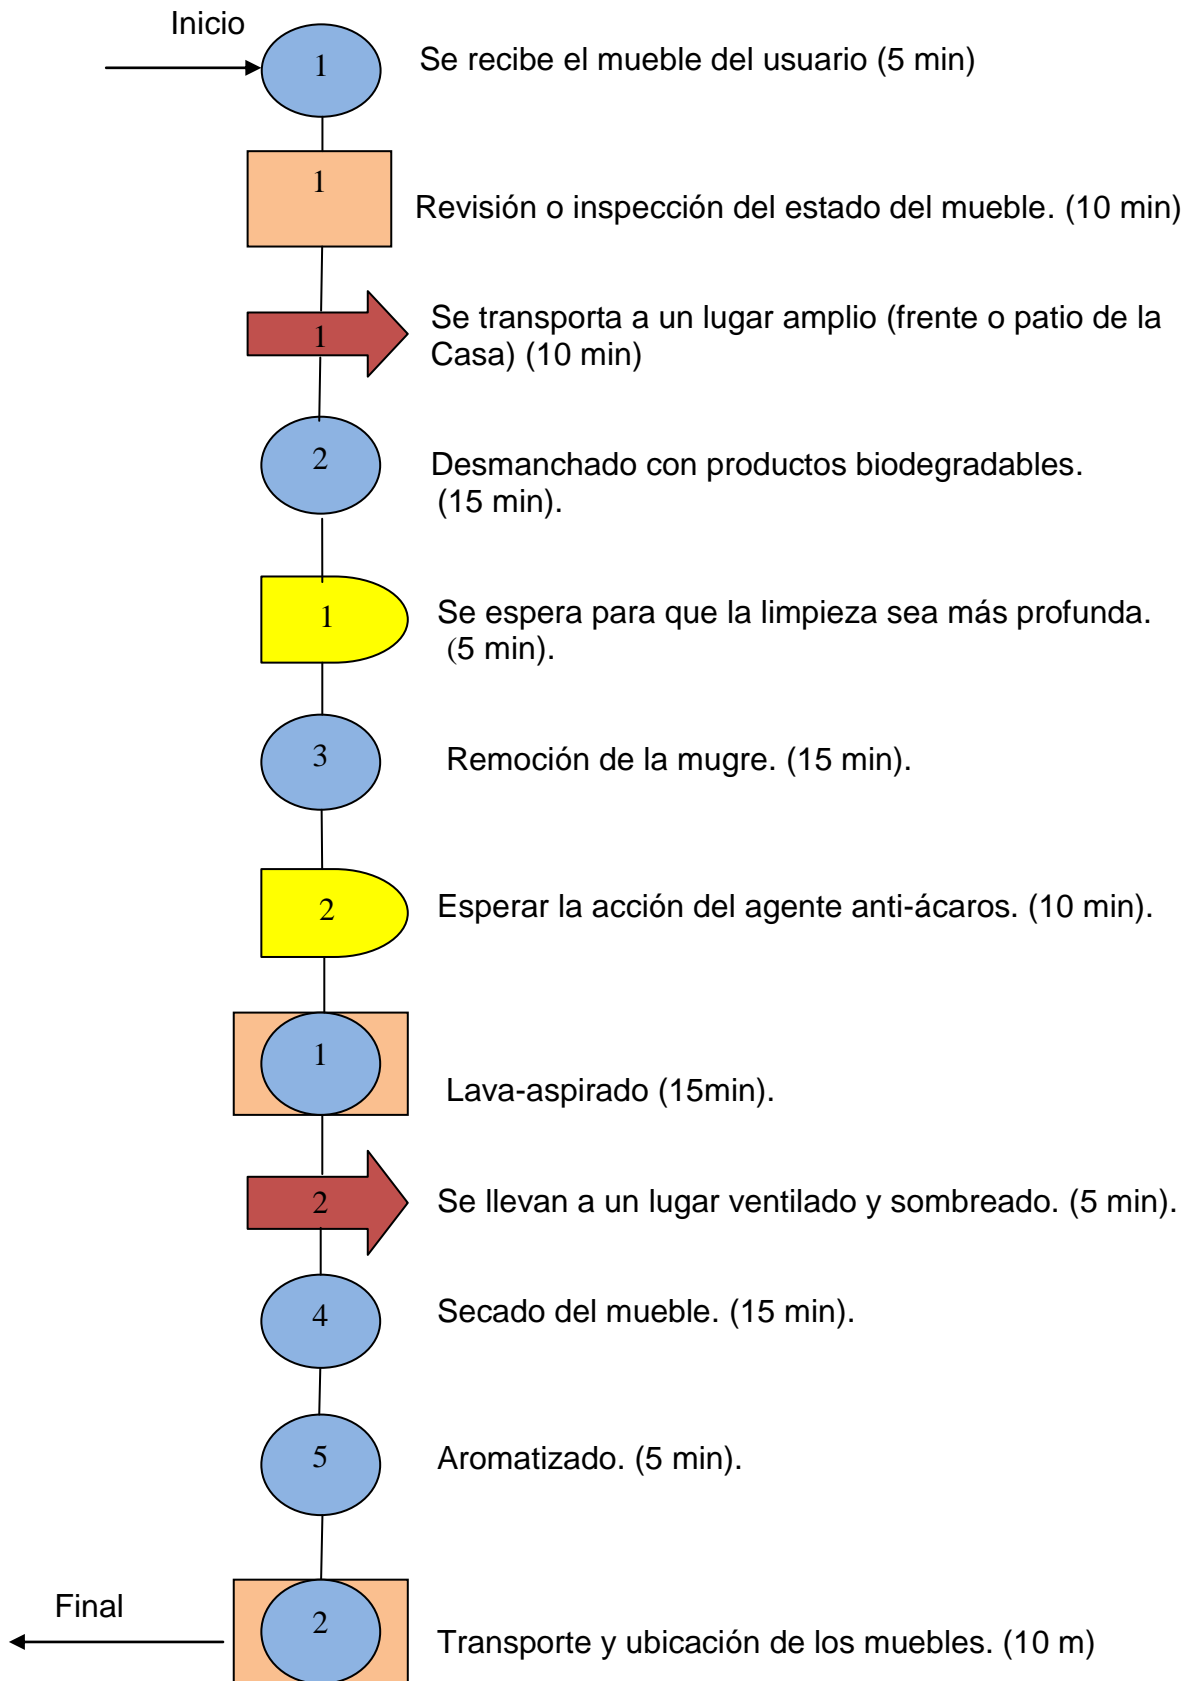 Inicio
1
Se recibe el mueble del usuario (5 min)
1
Revisión o inspección del estado del mueble. (10 min)
1
Se transporta a un lugar amplio (frente o patio de la
Casa) (10 min)
2
Desmanchado con productos biodegradables.
(15 min).
1
Se espera para que la limpieza sea más profunda.
(5 min).
3
Remoción de la mugre. (15 min).
2
Esperar la acción del agente anti-ácaros. (10 min).
1
Lava-aspirado (15min).
2
Se llevan a un lugar ventilado y sombreado. (5 min).
4
Secado del mueble. (15 min).
5
Aromatizado. (5 min).
Final
2
Transporte y ubicación de los muebles. (10 m)